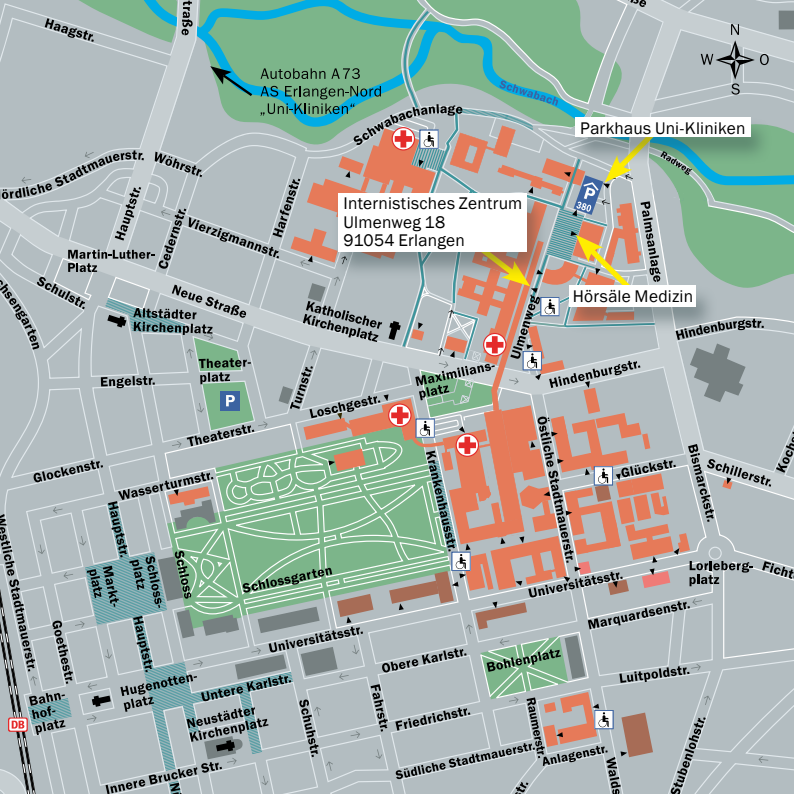 Haagstr.
Autobahn A 73
AS Erlangen-Nord
„Uni-Kliniken“
N
W
O
S
Schwabach
Schwabachanlage
Parkhaus Uni-Kliniken
Radweg
Wöhrstr.
Hauptstr.
Cedernstr.
Harfenstr.
Vierzigmannstr.
P
380
Palmsanlage
Internistisches Zentrum
Ulmenweg 18
91054 Erlangen
Martin-Luther-
Platz
Schulstr.
Neue Straße
Hörsäle Medizin
Altstädter
Kirchenplatz
Katholischer
Kirchenplatz
Ulmenweg
Hindenburgstr.
Engelstr.
Theater-
platz
P
Turnstr.
Maximilians-
platz
Hindenburgstr.
Loschgestr.
Theaterstr.
Glockenstr.
Wasserturmstr.
Krankenhausstr.
Östliche Stadtmauerstr.
Glückstr.
Bismarckstr.
Schillerstr.
Westliche Stadtmauerstr.
Hauptstr.
Markt-
platz
Schloss-
platz
Schloss
Schlossgarten
Universitätsstr.
Lorleberg-
platz
Goethestr.
Hauptstr.
Universitätsstr.
Marquardsenstr.
Obere Karlstr.
Bohlenplatz
Luitpoldstr.
Bahn-
hof-
platz
DB
Hugenotten-
platz
Untere Karlstr.
Neustädter
Kirchenplatz
Schuhstr.
Fahrstr.
Friedrichstr.
Raumerstr.
Stubenlohstr.
Südliche Stadtmauerstr.
Anlagenstr.
Innere Brucker Str.